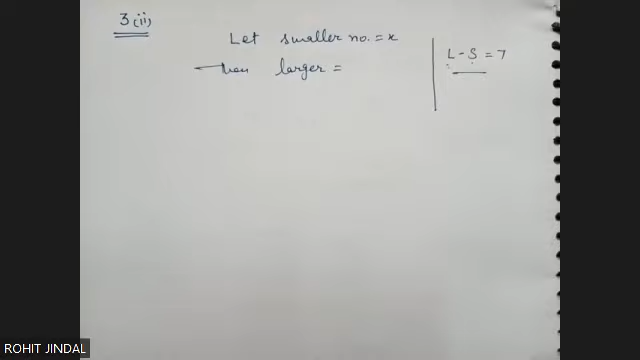 3(ii)
Let smaller no. = x
then larger =
L - S = 7
ROHIT JINDAL